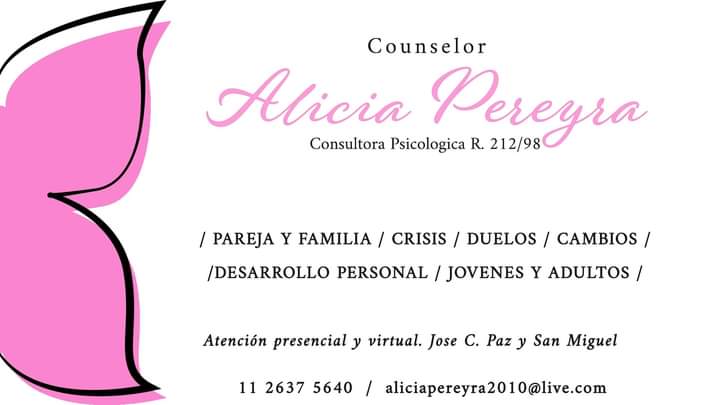 Counselor
Alicia Pereyra
Consultora Psicologica R. 212/98
/ PAREJA Y FAMILIA / CRISIS / DUELOS / CAMBIOS /
/DESARROLLO PERSONAL / JOVENES Y ADULTOS /
Atención presencial y virtual. Jose C. Paz y San Miguel
11 2637 5640 / aliciapereyra2010@live.com